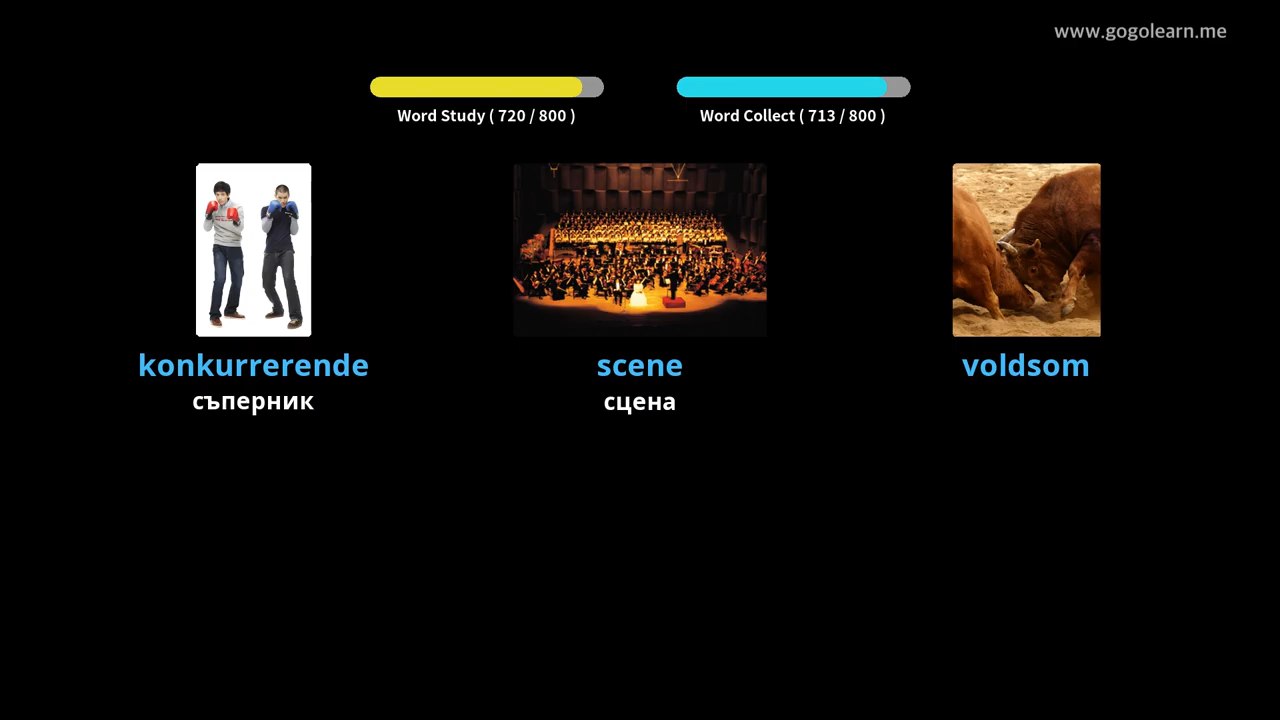 www.gogolearn.me
Word Study ( 720 / 800 )
Word Collect ( 713 / 800 )
konkurrerende
scene
voldsom
съперник
сцена